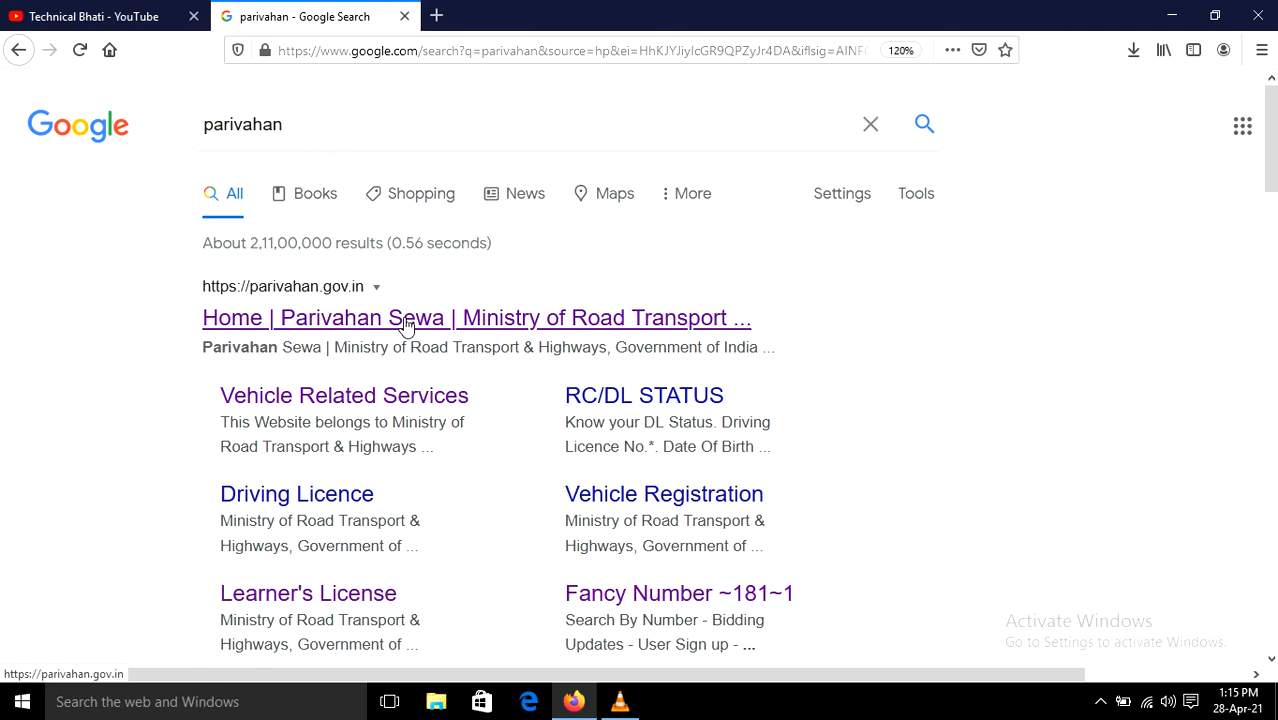 Technical Bhati - YouTube
parivahan - Google Search
https://www.google.com/search?q=parivahan&source=hp&ei=HhKJYJiylcGR9QPZyJr4DA&iflsig=AINFC
120%
Google
parivahan
All
Books
Shopping
News
Maps
More
Settings
Tools
About 2,11,00,000 results (0.56 seconds)
https://parivahan.gov.in
Home | Parivahan Sewa | Ministry of Road Transport ...
Parivahan Sewa | Ministry of Road Transport & Highways, Government of India ...
Vehicle Related Services
This Website belongs to Ministry of
Road Transport & Highways ...
RC/DL STATUS
Know your DL Status. Driving
Licence No.*. Date Of Birth ...
Driving Licence
Ministry of Road Transport &
Highways, Government of ...
Vehicle Registration
Ministry of Road Transport &
Highways, Government of ...
Learner's License
Ministry of Road Transport &
Highways, Government of ...
Fancy Number ~181~1
Search By Number - Bidding
Updates - User Sign up - ...
Activate Windows
Go to Settings to activate Windows.
https://parivahan.gov.in
Search the web and Windows
1:15 PM
28-Apr-21